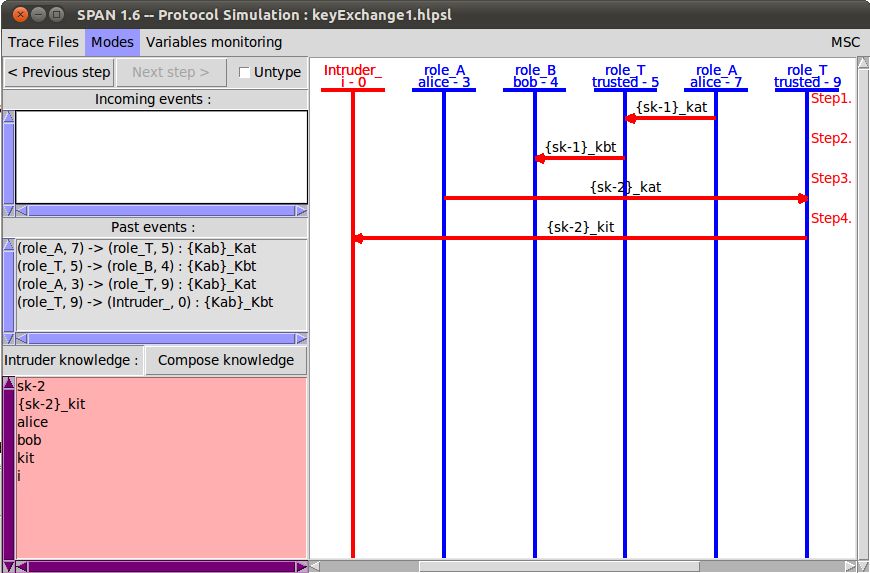 SPAN 1.6 -- Protocol Simulation : keyExchange1.hlpsl
Trace Files Modes Variables monitoring MSC
< Previous step Next step > Untype
Incoming events :
Past events :
(role_A, 7) -> (role_T, 5) : {Kab}_Kat
(role_T, 5) -> (role_B, 4) : {Kab}_Kbt
(role_A, 3) -> (role_T, 9) : {Kab}_Kat
(role_T, 9) -> (Intruder_, 0) : {Kab}_Kbt
Intruder knowledge : Compose knowledge
sk-2
{sk-2}_kit
alice
bob
kit
i
Intruder_ role_A role_B role_T role_A role_T
i - 0 alice - 3 bob - 4 trusted - 5 alice - 7 trusted - 9
Step1.
{sk-1}_kat
Step2.
{sk-1}_kbt
Step3.
{sk-2}_kat
Step4.
{sk-2}_kit